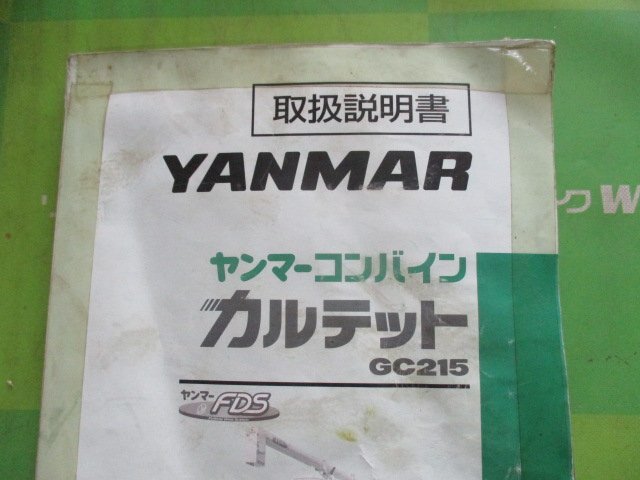 取扱説明書
YANMAR
ヤンマーコンバイン
カルテット
GC215
ヤンマー
FDS
ク W